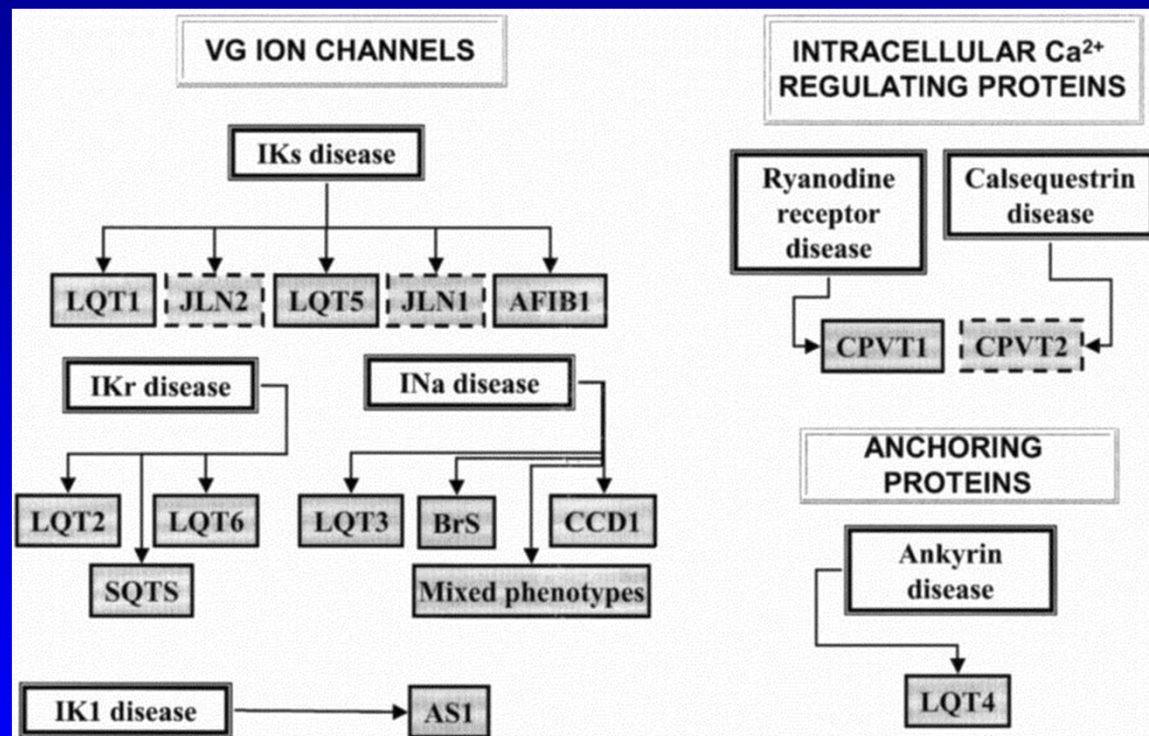 VG ION CHANNELS
IKs disease
LQT1
JLN2
LQT5
JLN1
AFIB1
IKr disease
INa disease
LQT2
LQT6
SQTS
LQT3
BrS
CCD1
Mixed phenotypes
IK1 disease
AS1
INTRACELLULAR Ca²⁺
REGULATING PROTEINS
Ryanodine
receptor
disease
Calsequestrin
disease
CPVT1
CPVT2
ANCHORING
PROTEINS
Ankyrin
disease
LQT4